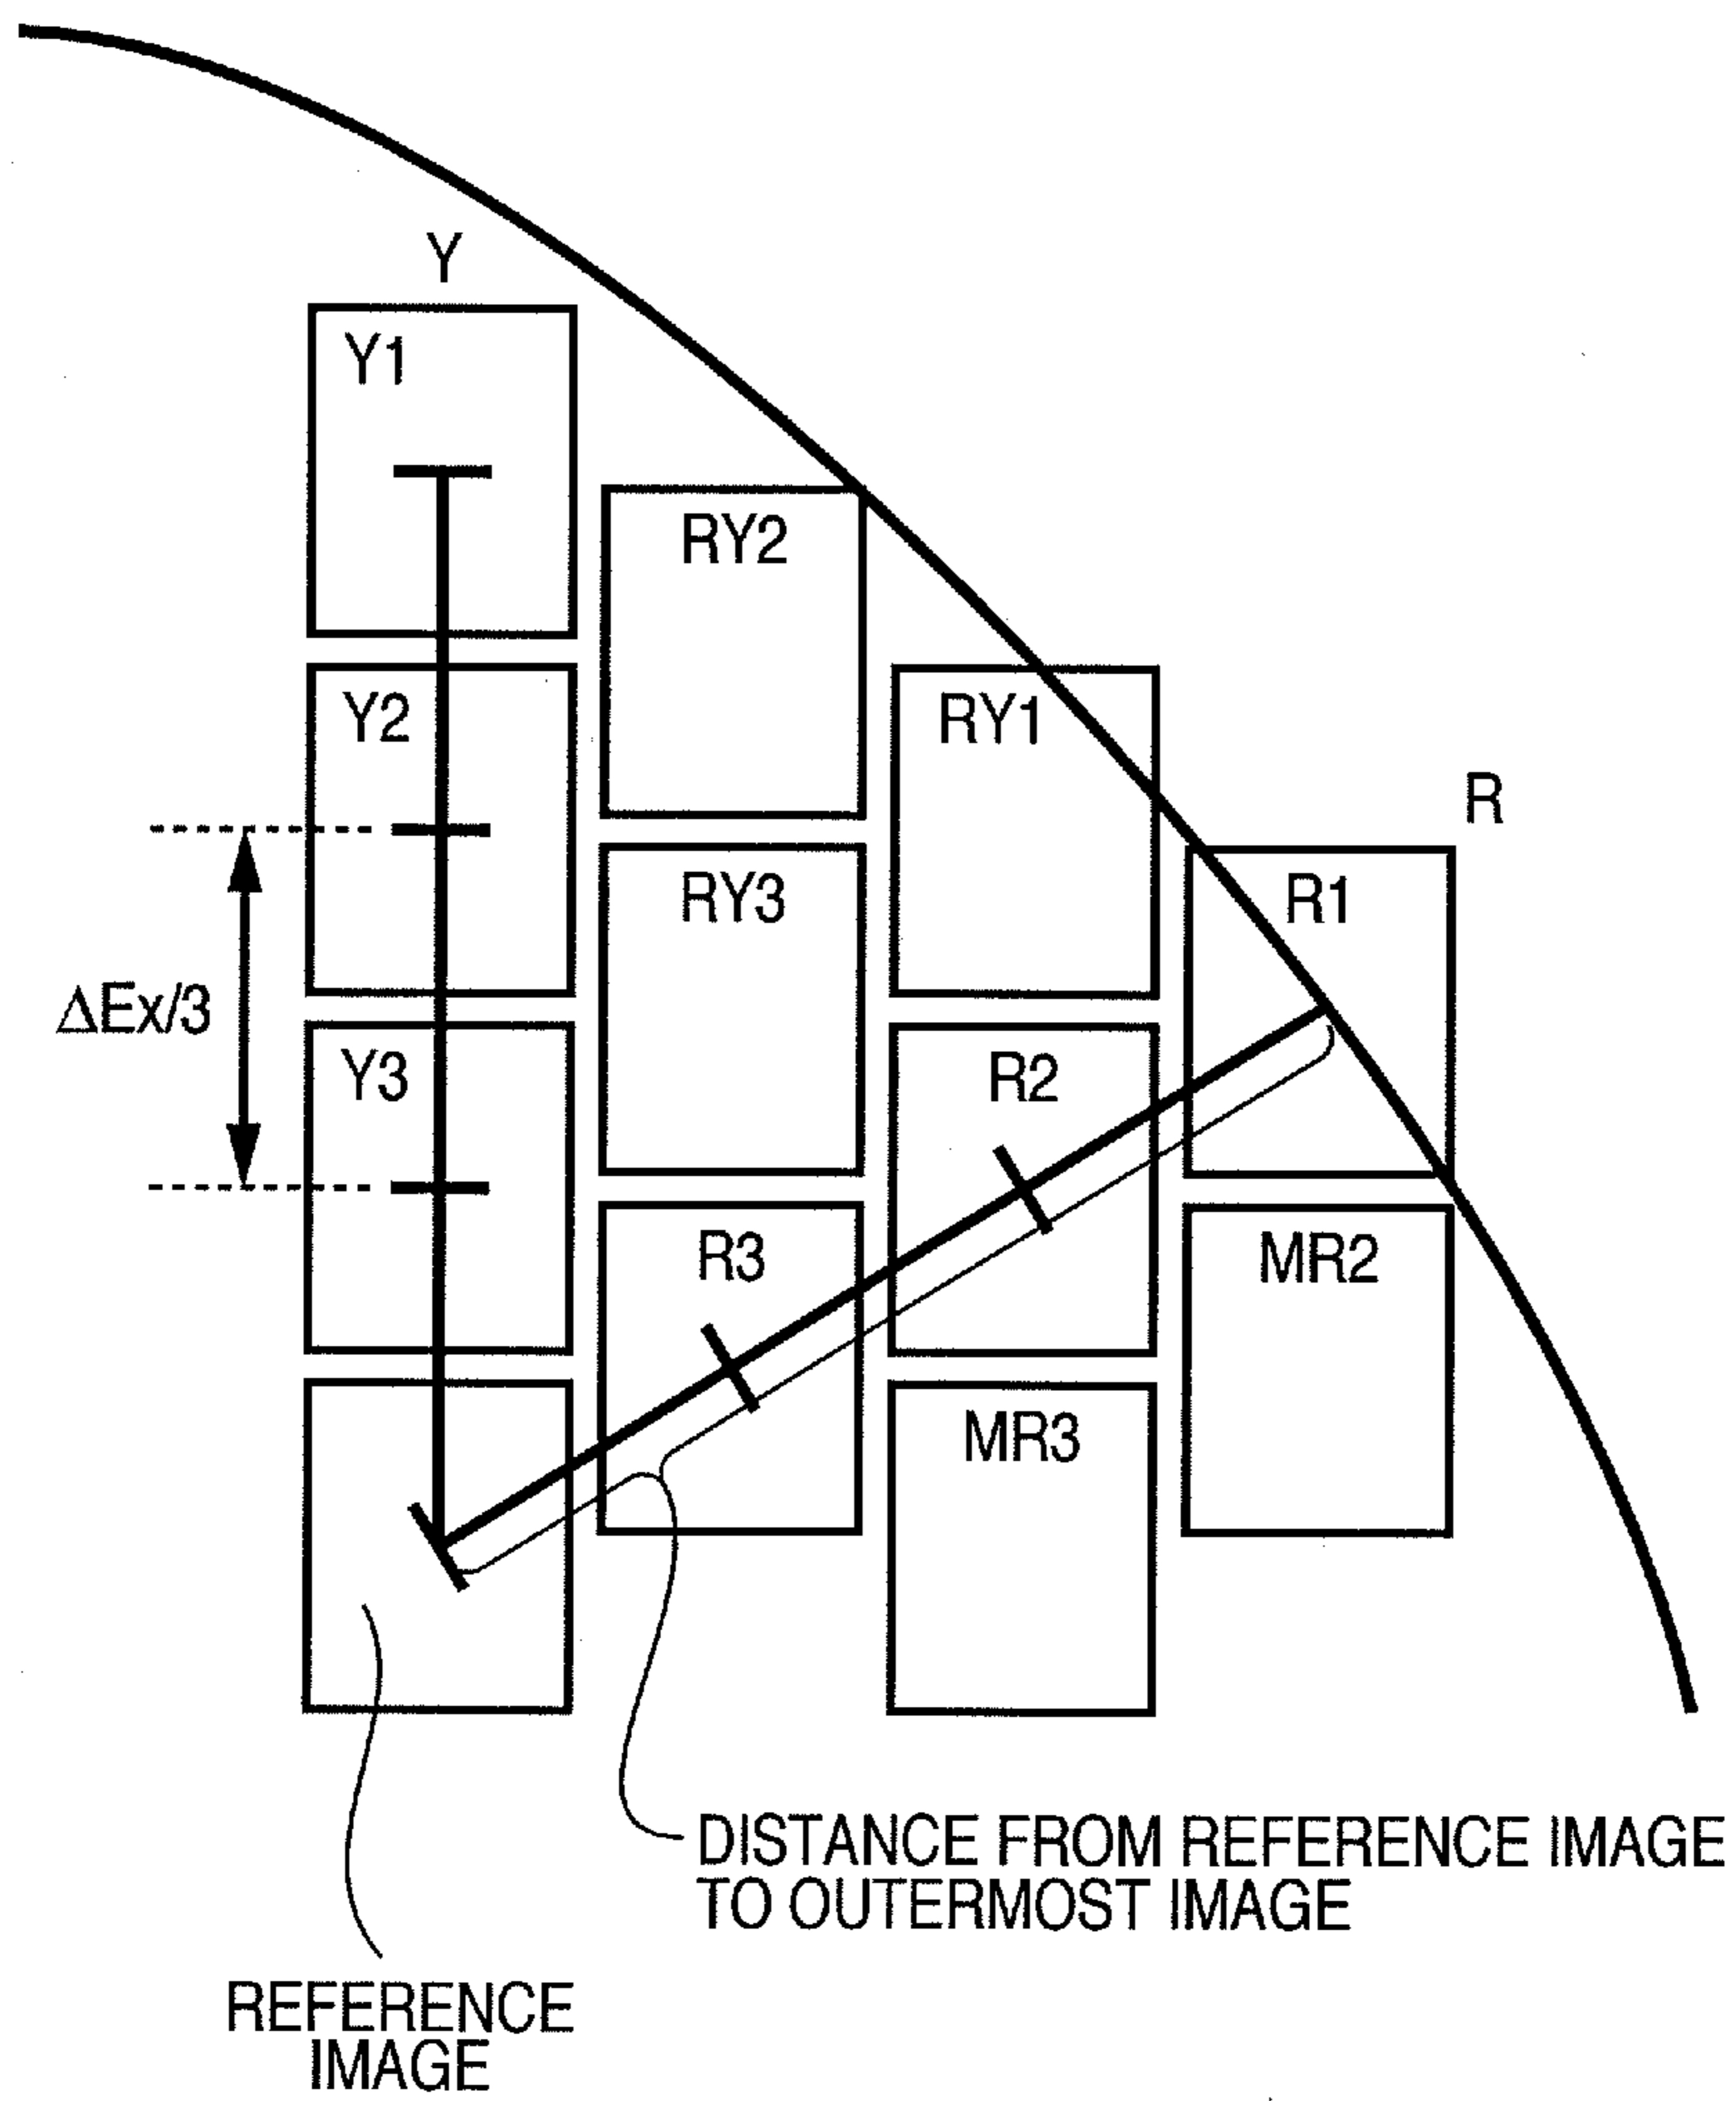 Y
Y1
RY2
Y2
RY1
R
RY3
R1
ΔEx/3
Y3
R2
R3
MR2
MR3
DISTANCE FROM REFERENCE IMAGE
TO OUTERMOST IMAGE
REFERENCE
IMAGE